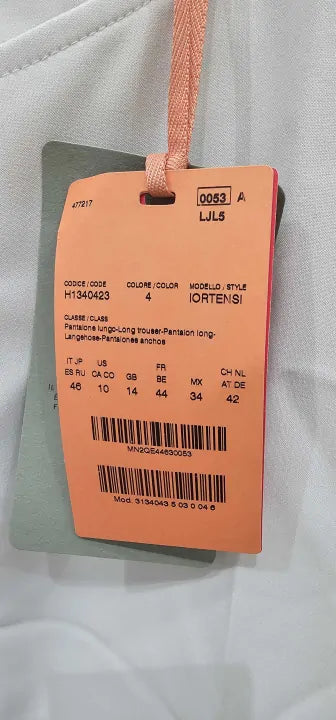 477217
0053 A
LJL5
CODICE / CODE COLORE / COLOR MODELLO / STYLE
H1340423 4 IORTENSI
CLASSE / CLASS
Pantalone lungo-Long trouser-Pantalon long-
Langehose-Pantalones anchos
IT JP US FR CH NL
ES RU CA CO GB BE MX AT DE
46 10 14 44 34 42
MN2QE44630053
Mod. 3134043 5 03 0 04 6